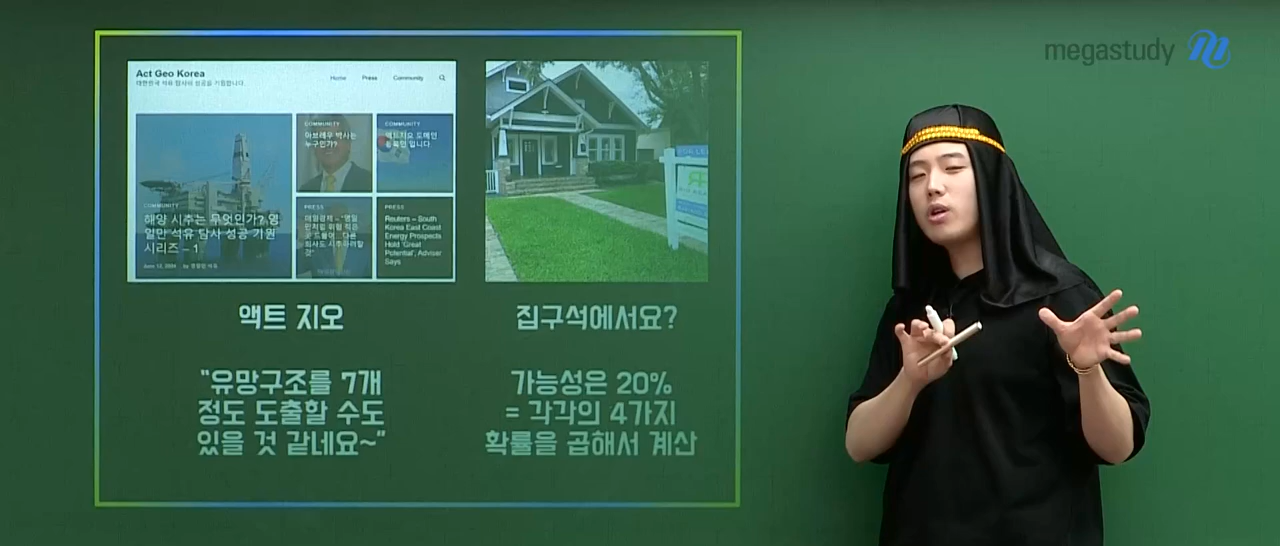 megastudy
Act Geo Korea
대한민국 석유 탐사의 성공을 기원합니다.
Home Press Community
COMMUNITY
해양 시추는 무엇인가? 영
일만 석유 탐사 성공 기원
시리즈 – 1
COMMUNITY
아브레우 박사는
누구인가?
COMMUNITY
액트지오 도메인
등록만 입니다.
PRESS
PRESS
Reuters – South
Korea East Coast
Energy Prospects
Hold 'Great
Potential', Adviser
Says
액트 지오
"유망구조를 7개
정도 도출할 수도
있을 것 같네요~"
집구석에서요?
가능성은 20%
= 각각의 4가지
확률을 곱해서 계산